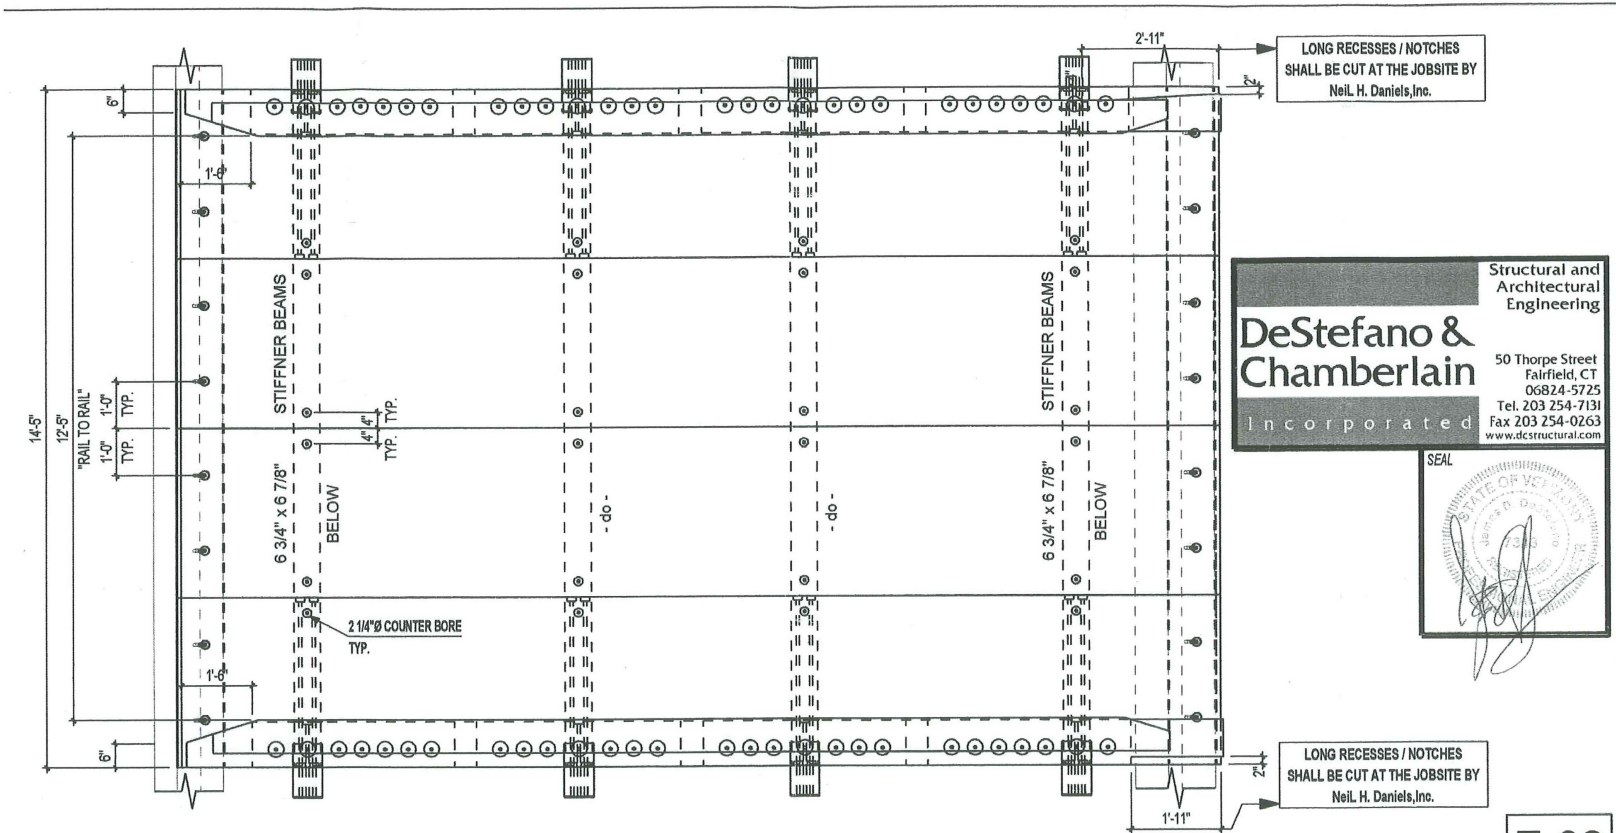 2'-11"
LONG RECESSES / NOTCHES
SHALL BE CUT AT THE JOBSITE BY
NeiL H. Daniels,Inc.
2"
6"
1'-6"
14'-5"
12'-5"
"RAIL TO RAIL"
1'-0"
TYP.
1'-0"
TYP.
STIFFNER BEAMS
6 3/4" x 6 7/8"
BELOW
4"
TYP.
4"
TYP.
- do -
- do -
STIFFNER BEAMS
6 3/4" x 6 7/8"
BELOW
2 1/4"Ø COUNTER BORE
TYP.
1'-6"
6"
2"
1'-11"
LONG RECESSES / NOTCHES
SHALL BE CUT AT THE JOBSITE BY
NeiL H. Daniels,Inc.
Structural and
Architectural
Engineering
DeStefano &
Chamberlain
Incorporated
50 Thorpe Street
Fairfield, CT
06824-5725
Tel. 203 254-7131
Fax 203 254-0263
www.dcstructural.com
SEAL
STATE OF VERMONT